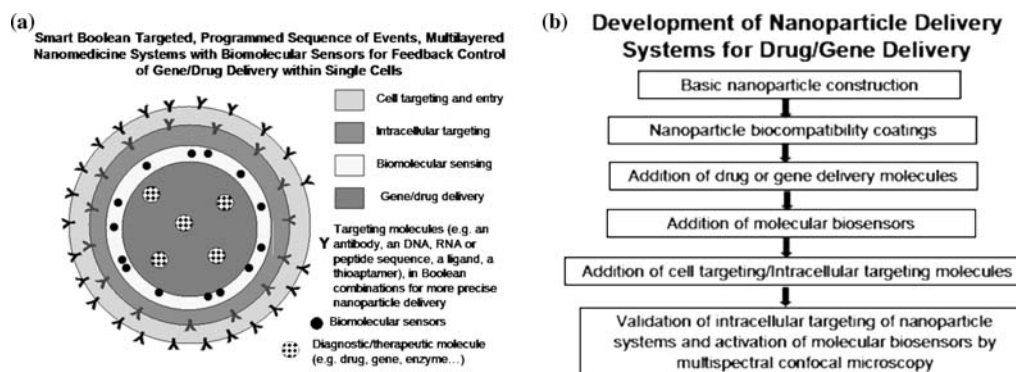 (a)
Smart Boolean Targeted, Programmed Sequence of Events, Multilayered
Nanomedicine Systems with Biomolecular Sensors for Feedback Control
of Gene/Drug Delivery within Single Cells
Cell targeting and entry
Intracellular targeting
Biomolecular sensing
Gene/drug delivery
Targeting molecules (e.g. an
antibody, an DNA, RNA or
peptide sequence, a ligand, a
thioaptamer), in Boolean
combinations for more precise
nanoparticle delivery
Biomolecular sensors
Diagnostic/therapeutic molecule
(e.g. drug, gene, enzyme...)
(b)
Development of Nanoparticle Delivery
Systems for Drug/Gene Delivery
Basic nanoparticle construction
Nanoparticle biocompatibility coatings
Addition of drug or gene delivery molecules
Addition of molecular biosensors
Addition of cell targeting/Intracellular targeting molecules
Validation of intracellular targeting of nanoparticle
systems and activation of molecular biosensors by
multispectral confocal microscopy